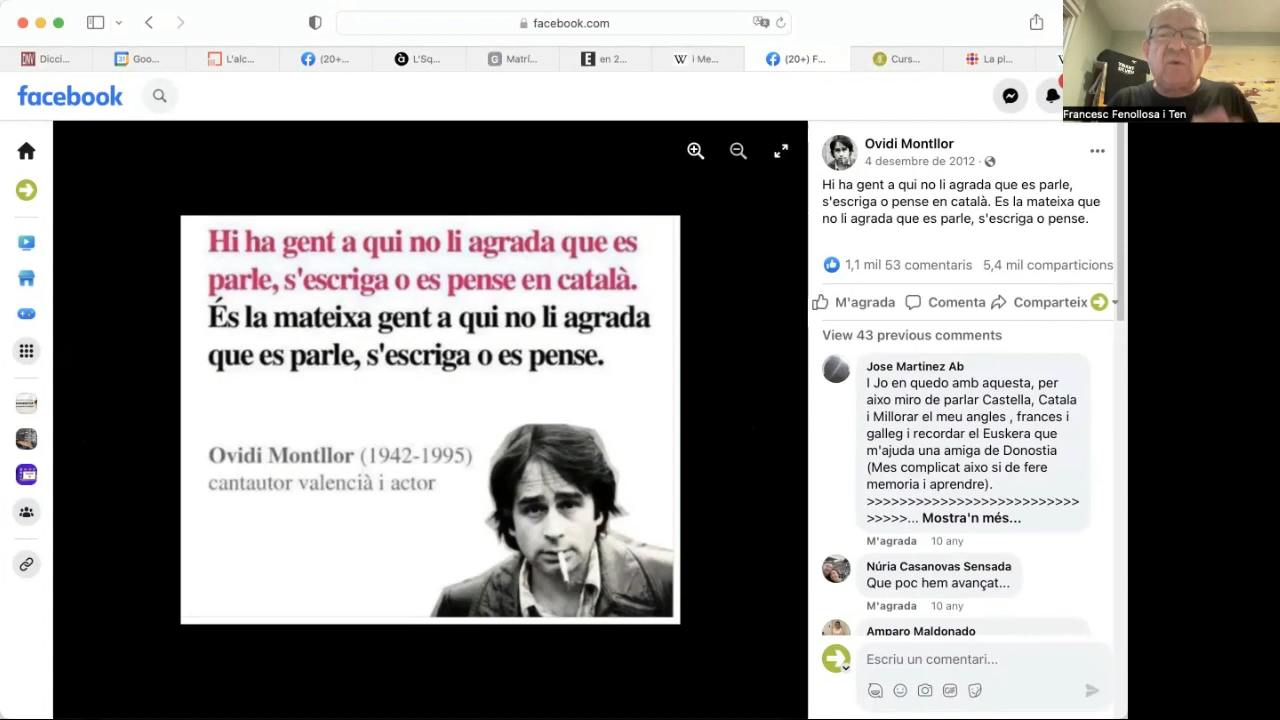 facebook.com
Dicci...
Goo...
L'alc...
(20+...
L'Sq...
Matrí...
en 2...
i Me...
(20+) F...
Curs...
La pl...
Francesc Fenollosa i Ten
facebook
Hi ha gent a qui no li agrada que es
parle, s'escriga o es pense en català.
És la mateixa gent a qui no li agrada
que es parle, s'escriga o es pense.
Ovidi Montllor (1942-1995)
cantautor valencià i actor
Ovidi Montllor
4 desembre de 2012 ·
Hi ha gent a qui no li agrada que es parle,
s'escriga o pense en català. Es la mateixa que
no li agrada que es parle, s'escriga o pense.
1,1 mil 53 comentaris 5,4 mil comparticions
M'agrada Comenta Comparteix
View 43 previous comments
Jose Martinez Ab
I Jo en quedo amb aquesta, per
aixo miro de parlar Castella, Catala
i Millorar el meu angles , frances i
galleg i recordar el Euskera que
m'ajuda una amiga de Donostia
(Mes complicat aixo si de fere
memoria i aprendre).
>>>>>>>>>>>>>>>>>>>>>>>>>>
>>>>>... Mostra'n més...
M'agrada 10 any
Núria Casanovas Sensada
Que poc hem avançat...
M'agrada 10 any
Amparo Maldonado
Escriu un comentari...
GIF